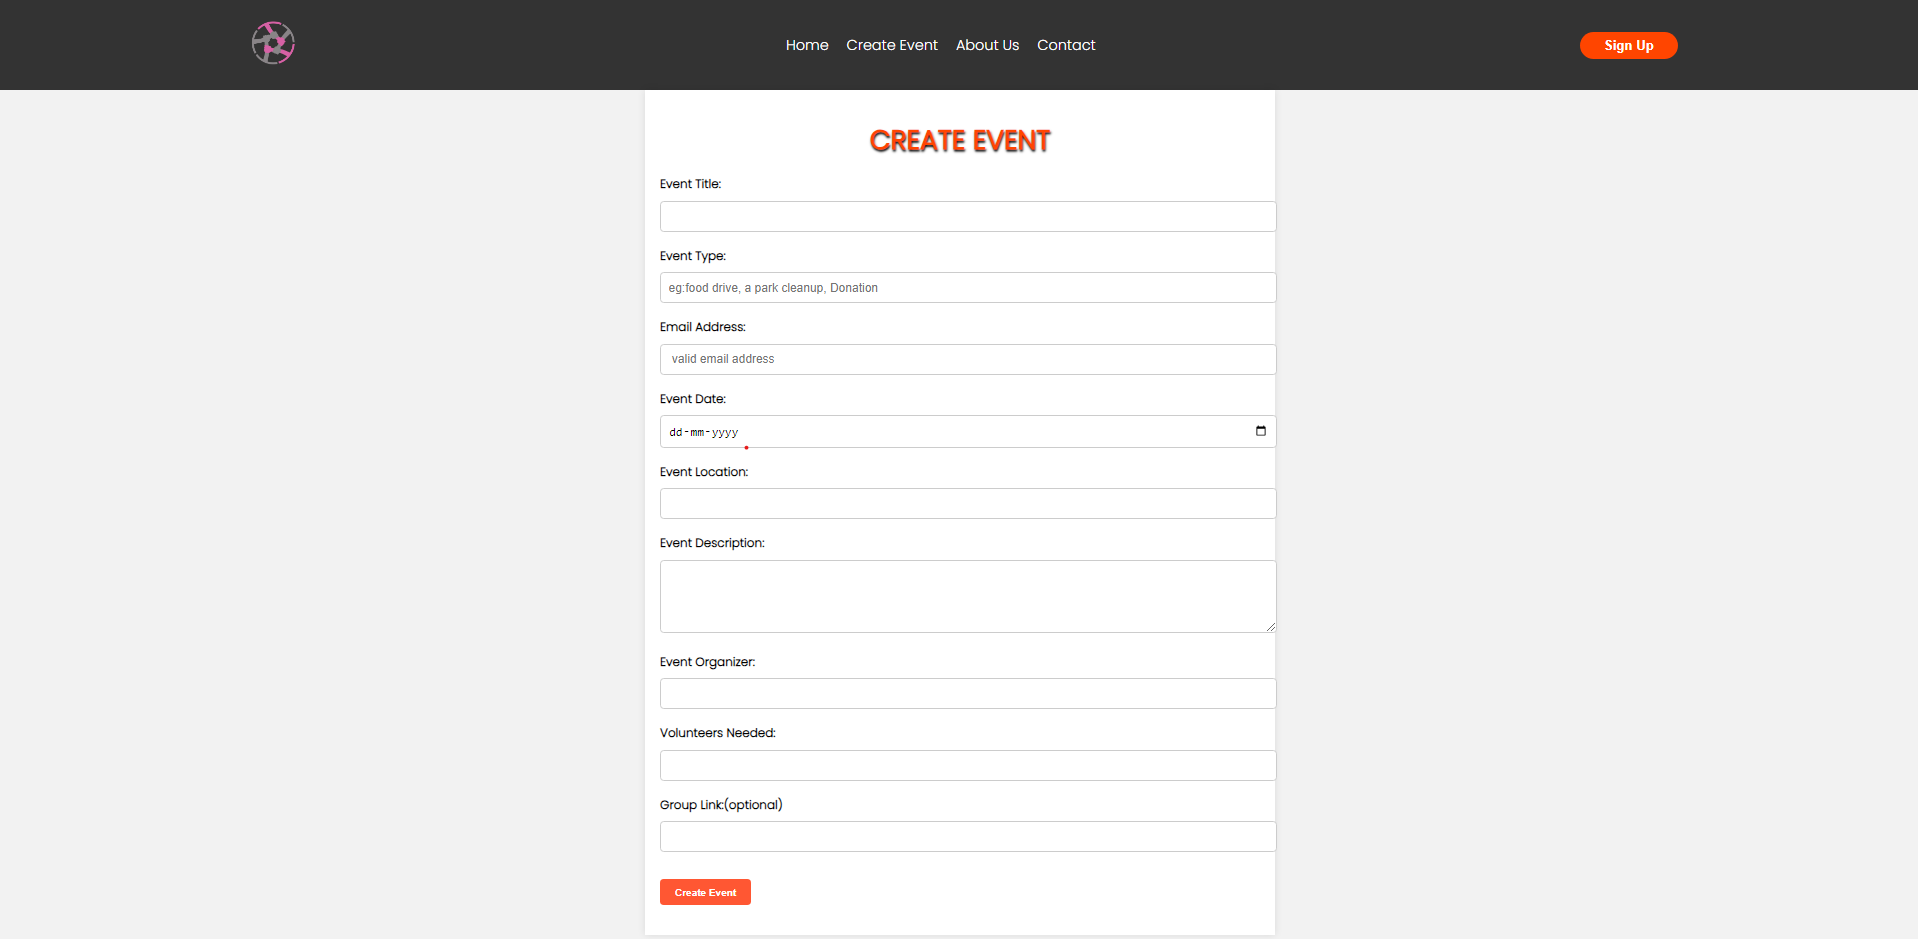 Home Create Event About Us Contact Sign Up
CREATE EVENT
Event Title:
Event Type:
eg:food drive, a park cleanup, Donation
Email Address:
valid email address
Event Date:
dd-mm-yyyy
Event Location:
Event Description:
Event Organizer:
Volunteers Needed:
Group Link:(optional)
Create Event